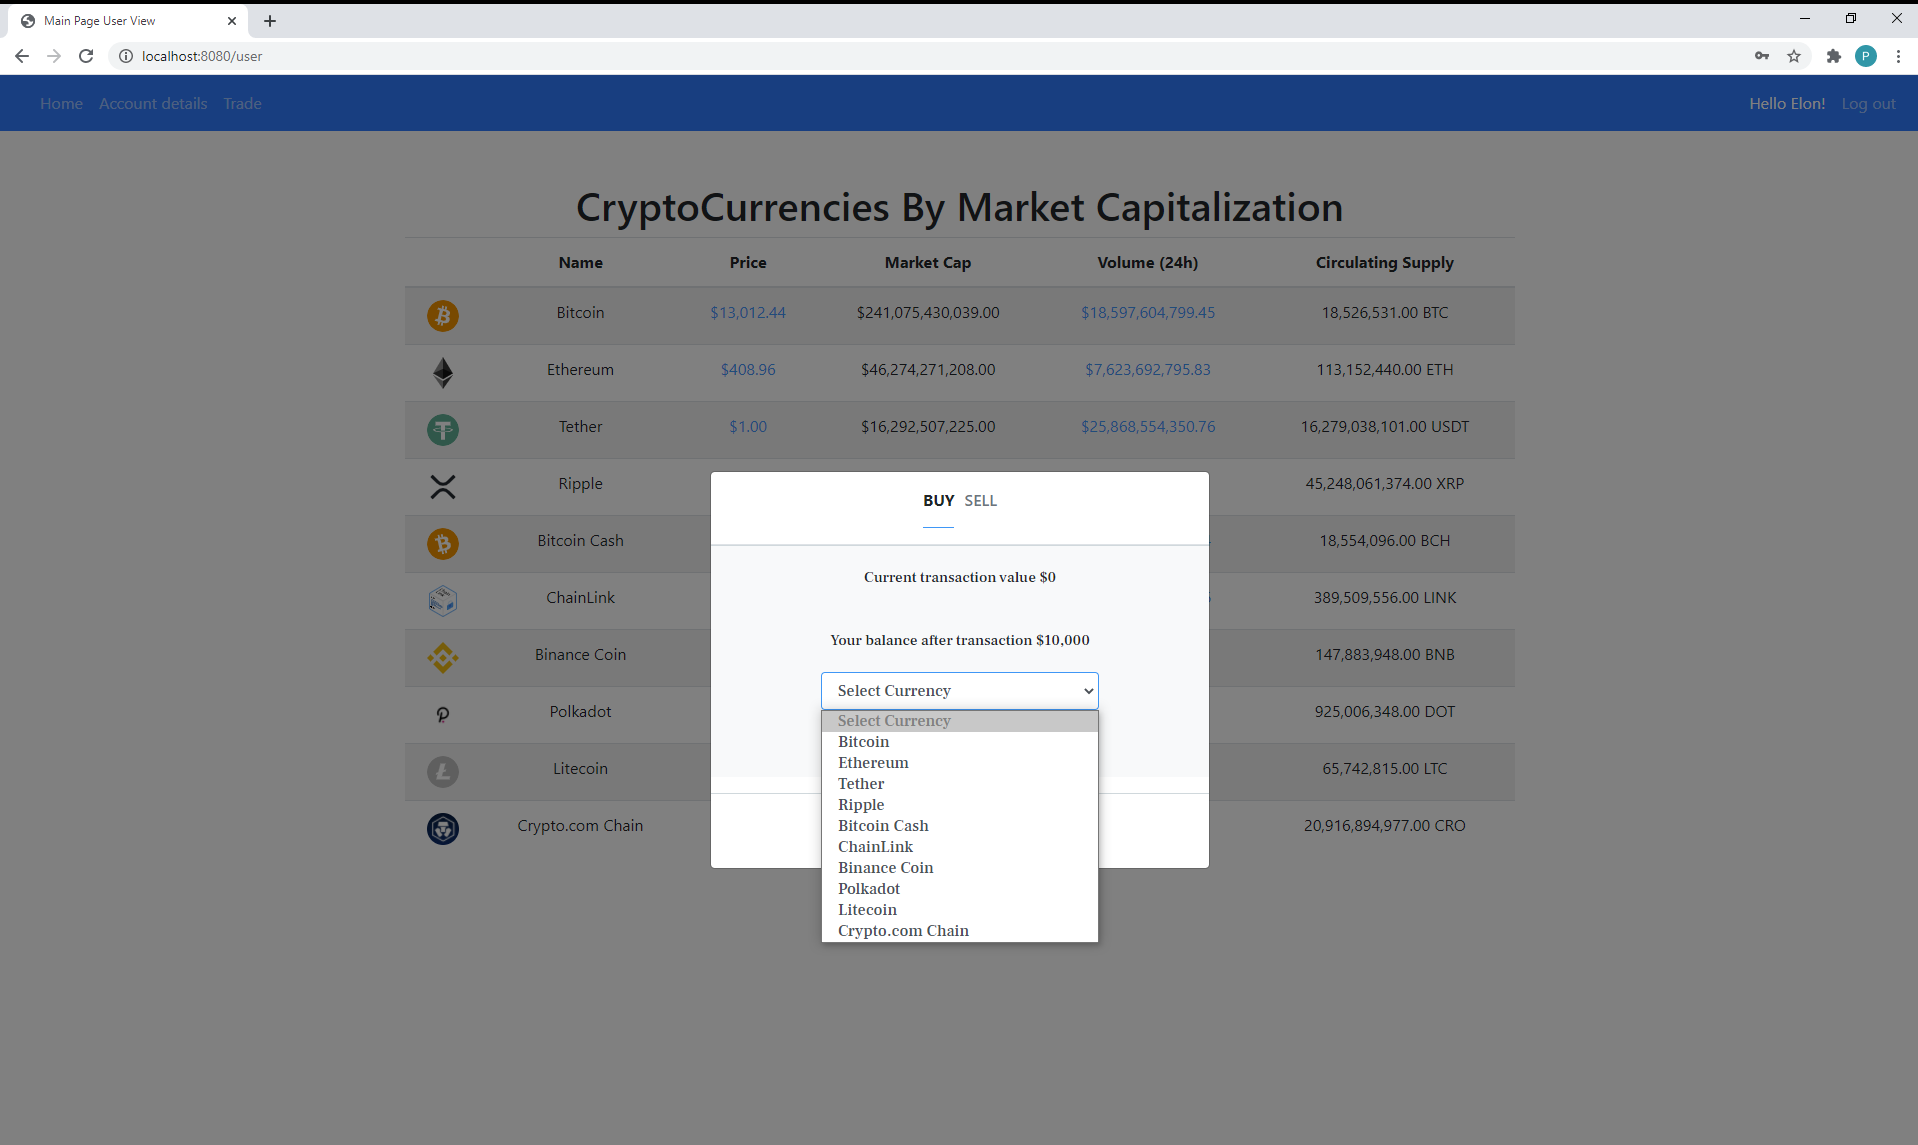 Main Page User View
localhost:8080/user
P
Home Account details Trade Hello Elon! Log out
CryptoCurrencies By Market Capitalization
Name Price Market Cap Volume (24h) Circulating Supply
Bitcoin $13,012.44 $241,075,430,039.00 $18,597,604,799.45 18,526,531.00 BTC
Ethereum $408.96 $46,274,271,208.00 $7,623,692,795.83 113,152,440.00 ETH
Tether $1.00 $16,292,507,225.00 $25,868,554,350.76 16,279,038,101.00 USDT
Ripple 45,248,061,374.00 XRP
Bitcoin Cash 18,554,096.00 BCH
ChainLink 389,509,556.00 LINK
Binance Coin 147,883,948.00 BNB
Polkadot 925,006,348.00 DOT
Litecoin 65,742,815.00 LTC
Crypto.com Chain 20,916,894,977.00 CRO
BUY SELL
Current transaction value $0
Your balance after transaction $10,000
Select Currency
Select Currency
Bitcoin
Ethereum
Tether
Ripple
Bitcoin Cash
ChainLink
Binance Coin
Polkadot
Litecoin
Crypto.com Chain